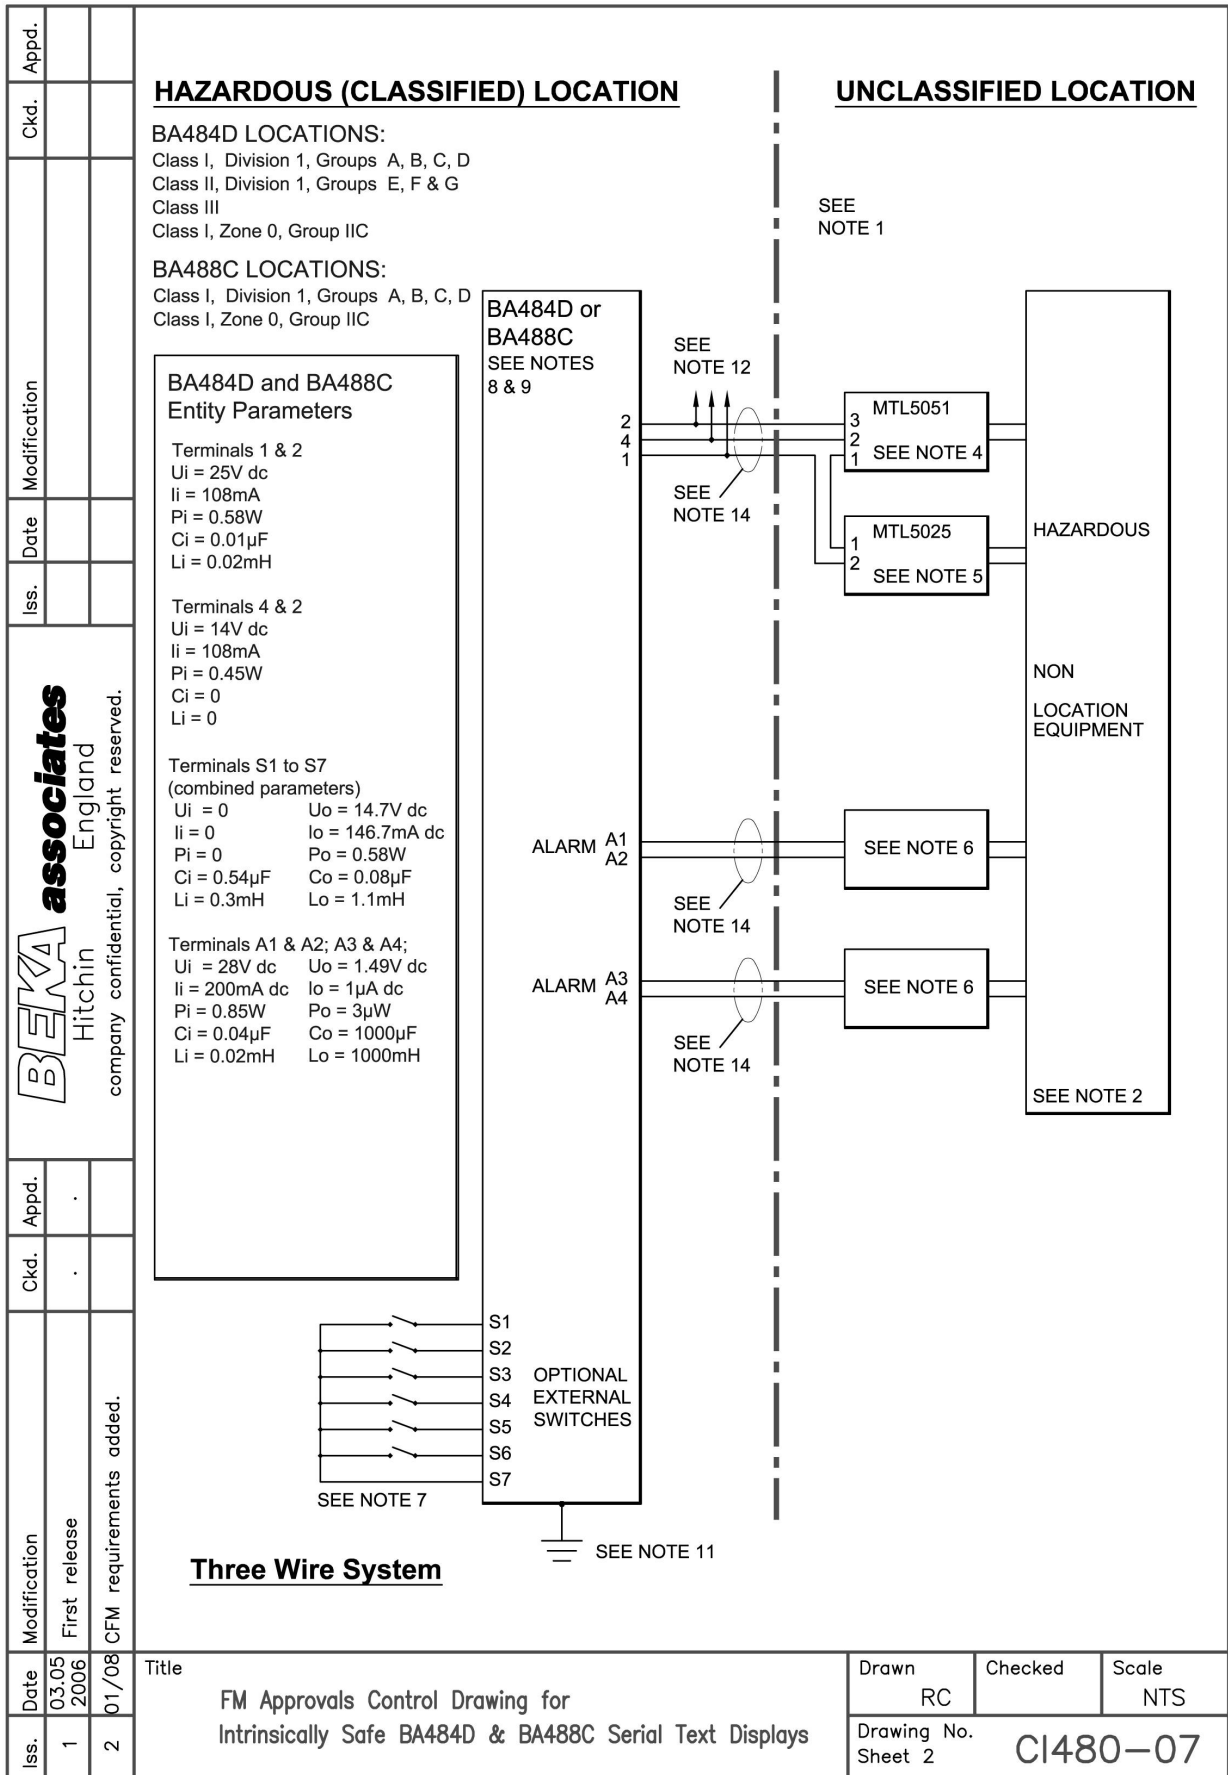 HAZARDOUS (CLASSIFIED) LOCATION
UNCLASSIFIED LOCATION
BA484D LOCATIONS:
Class I, Division 1, Groups A, B, C, D
Class II, Division 1, Groups E, F & G
Class III
Class I, Zone 0, Group IIC
BA488C LOCATIONS:
Class I, Division 1, Groups A, B, C, D
Class I, Zone 0, Group IIC
SEE
NOTE 1
BA484D and BA488C
Entity Parameters
Terminals 1 & 2
Ui = 25V dc
Ii = 108mA
Pi = 0.58W
Ci = 0.01µF
Li = 0.02mH
Terminals 4 & 2
Ui = 14V dc
Ii = 108mA
Pi = 0.45W
Ci = 0
Li = 0
Terminals S1 to S7
(combined parameters)
Ui = 0 Uo = 14.7V dc
Ii = 0 Io = 146.7mA dc
Pi = 0 Po = 0.58W
Ci = 0.54µF Co = 0.08µF
Li = 0.3mH Lo = 1.1mH
Terminals A1 & A2; A3 & A4;
Ui = 28V dc Uo = 1.49V dc
Ii = 200mA dc Io = 1µA dc
Pi = 0.85W Po = 3µW
Ci = 0.04µF Co = 1000µF
Li = 0.02mH Lo = 1000mH
BA484D or
BA488C
SEE NOTES
8 & 9
2
4
1
SEE
NOTE 12
SEE
NOTE 14
3
2
1
MTL5051
SEE NOTE 4
1
2
MTL5025
SEE NOTE 5
HAZARDOUS
NON
LOCATION
EQUIPMENT
SEE NOTE 2
ALARM A1
A2
SEE
NOTE 14
SEE NOTE 6
ALARM A3
A4
SEE
NOTE 14
SEE NOTE 6
S1
S2
S3
S4
S5
S6
S7
OPTIONAL
EXTERNAL
SWITCHES
SEE NOTE 7
SEE NOTE 11
Three Wire System
Title
FM Approvals Control Drawing for
Intrinsically Safe BA484D & BA488C Serial Text Displays
Drawn
RC
Checked
Scale
NTS
Drawing No.
Sheet 2
CI480-07
Iss. Date Modification Ckd. Appd.
1 03.05 2006 First release . .
2 01/08 CFM requirements added.
BEKA associates
Hitchin England
company confidential, copyright reserved.
Iss. Date Modification Ckd. Appd.